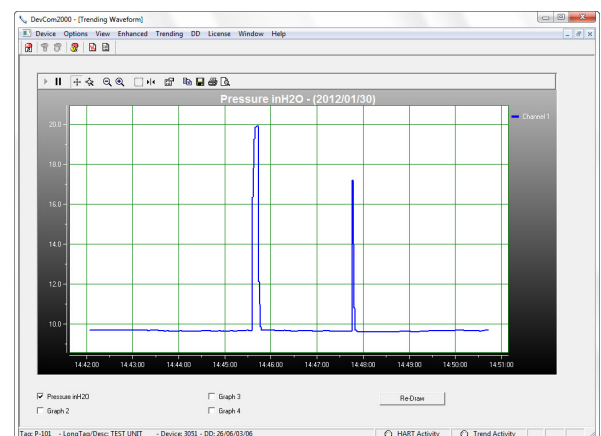 DevCom2000 - [Trending Waveform]
Device Options View Enhanced Trending DD License Window Help
Pressure inH2O - (2012/01/30)
Channel 1
20.0
18.0
16.0
14.0
12.0
10.0
14:42:00 14:43:00 14:44:00 14:45:00 14:46:00 14:47:00 14:48:00 14:49:00 14:50:00 14:51:00
Pressure inH2O Graph 3 Re-Draw
Graph 2 Graph 4
Tag: P-101 - LongTag/Desc: TEST UNIT - Device: 3051 - DD: 26/06/03/06 HART Activity Trend Activity